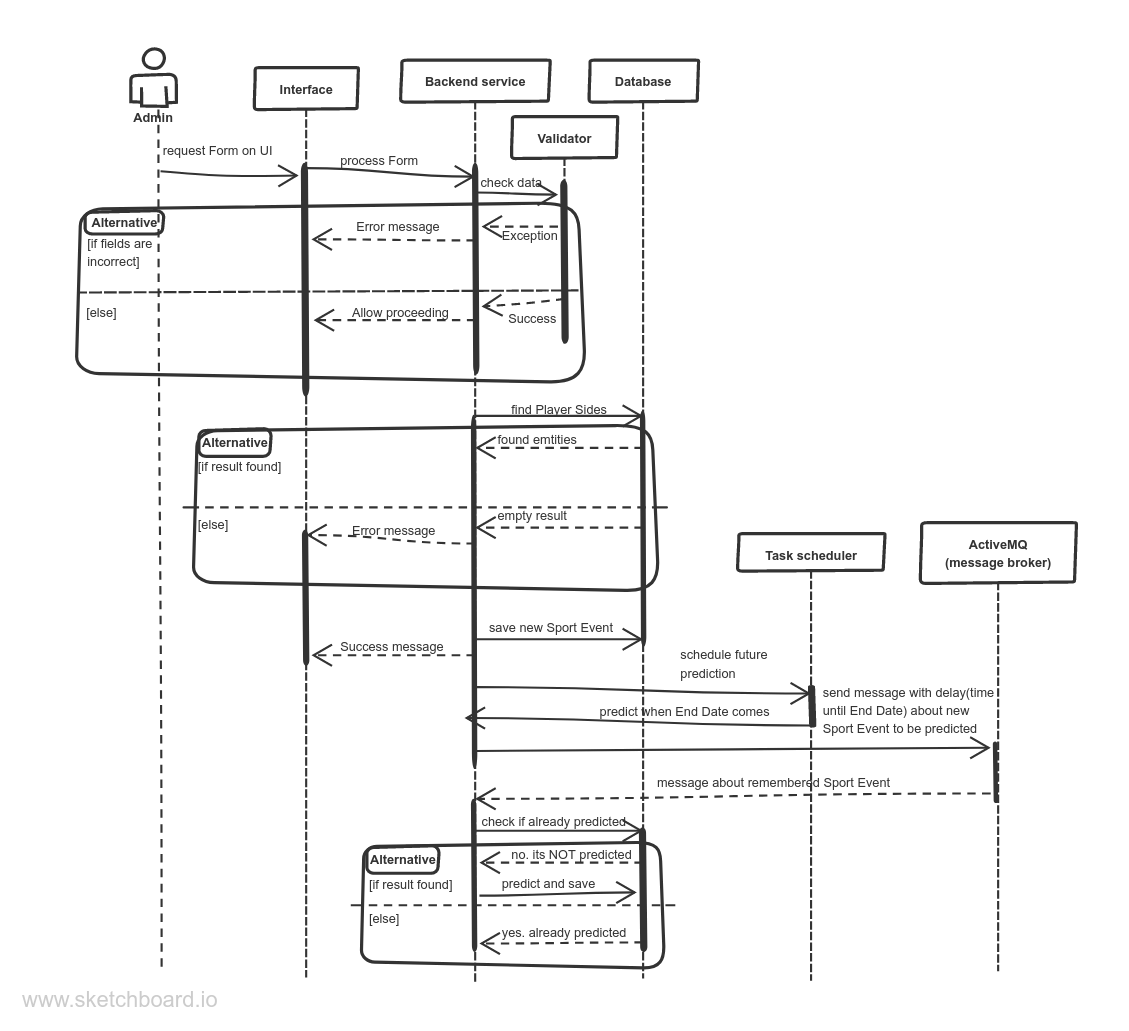 Admin
Interface
Backend service
Database
Validator
request Form on UI
process Form
check data
Alternative
[if fields are
incorrect]
Error message
Exception
[else]
Allow proceeding
Success
find Player Sides
Alternative
found emtities
[if result found]
[else]
Error message
empty result
Task scheduler
ActiveMQ
(message broker)
save new Sport Event
Success message
schedule future
prediction
send message with delay(time
until End Date) about new
Sport Event to be predicted
predict when End Date comes
message about remembered Sport Event
check if already predicted
Alternative
no. its NOT predicted
[if result found]
predict and save
[else]
yes. already predicted
www.sketchboard.io